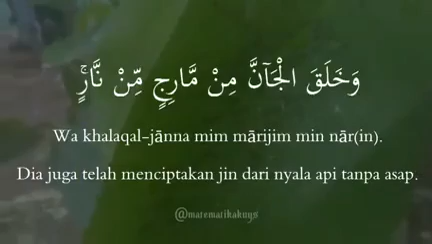 وَخَلَقَ الْجَاۤنَّ مِنْ مَّارِجٍ مِّنْ نَّارٍۚ
Wa khalaqal-jānna mim mārijim min nār(in).
Dia juga telah menciptakan jin dari nyala api tanpa asap.
@matematikakuys